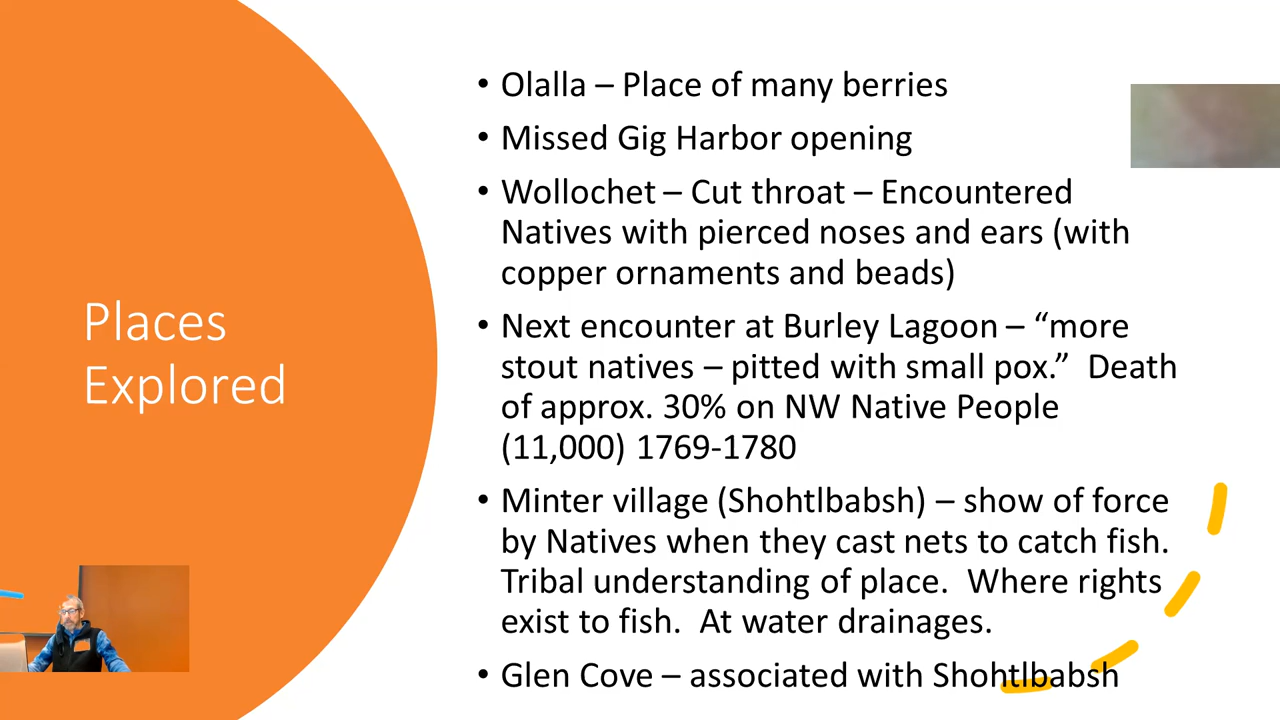 Places
Explored
• Olalla – Place of many berries
• Missed Gig Harbor opening
• Wollochet – Cut throat – Encountered
Natives with pierced noses and ears (with
copper ornaments and beads)
• Next encounter at Burley Lagoon – “more
stout natives – pitted with small pox.”  Death
of approx. 30% on NW Native People
(11,000) 1769-1780
• Minter village (Shohtlbabsh) – show of force
by Natives when they cast nets to catch fish.
Tribal understanding of place.  Where rights
exist to fish.  At water drainages.
• Glen Cove – associated with Shohtlbabsh